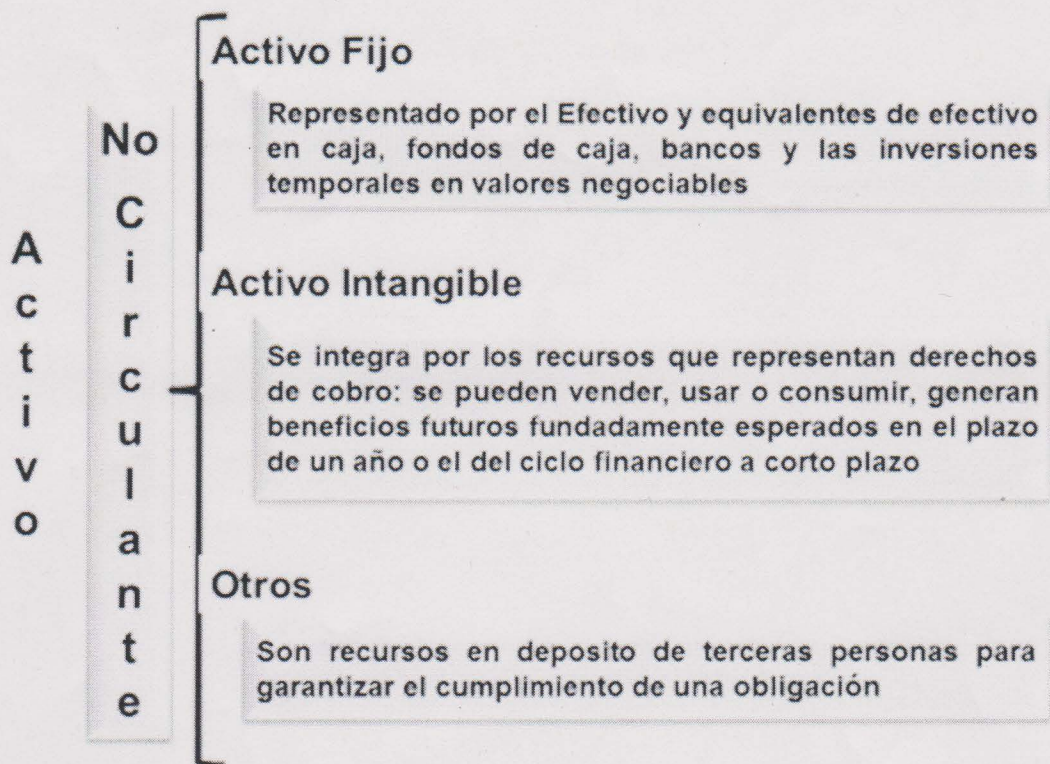 Activo
No Circulante
Activo Fijo
Representado por el Efectivo y equivalentes de efectivo
en caja, fondos de caja, bancos y las inversiones
temporales en valores negociables
Activo Intangible
Se integra por los recursos que representan derechos
de cobro: se pueden vender, usar o consumir, generan
beneficios futuros fundadamente esperados en el plazo
de un año o el del ciclo financiero a corto plazo
Otros
Son recursos en deposito de terceras personas para
garantizar el cumplimiento de una obligación